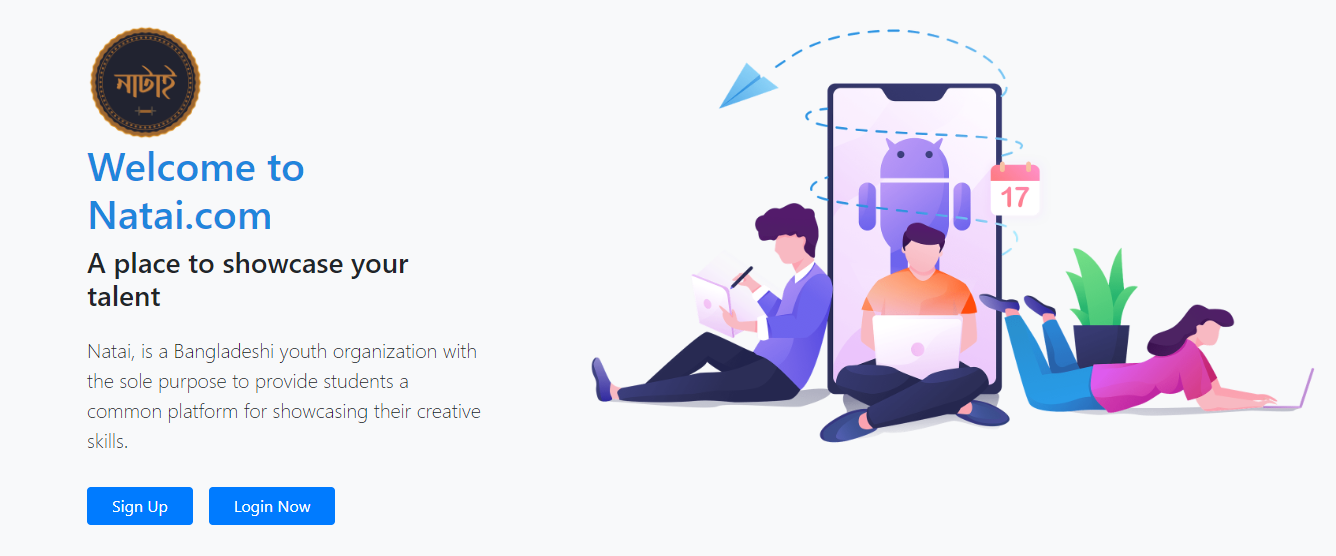 নাটাই
Welcome to
Natai.com
A place to showcase your
talent
Natai, is a Bangladeshi youth organization with
the sole purpose to provide students a
common platform for showcasing their creative
skills.
Sign Up Login Now
17